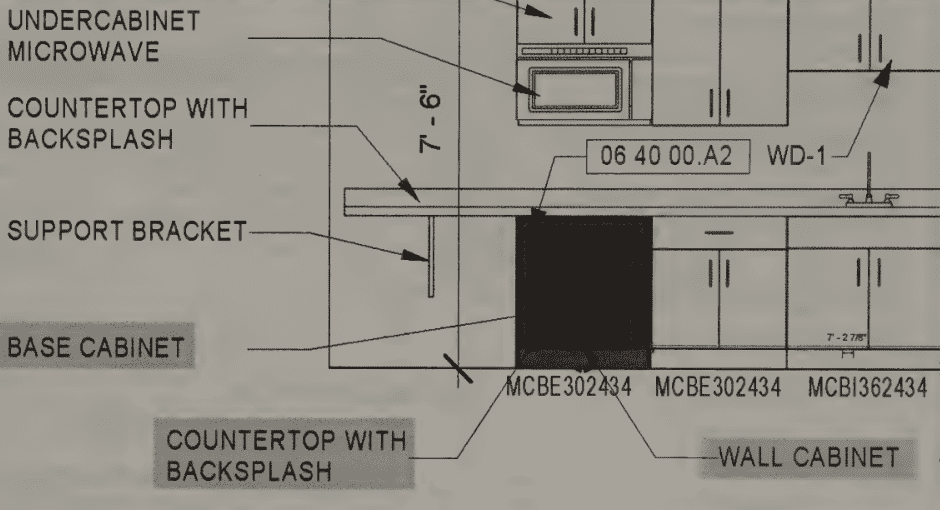 UNDERCABINET
MICROWAVE
COUNTERTOP WITH
BACKSPLASH
7' - 6"
06 40 00.A2
WD-1
SUPPORT BRACKET
BASE CABINET
7' - 2 7/8"
MCBE302434
MCBE302434
MCBI362434
COUNTERTOP WITH
BACKSPLASH
WALL CABINET